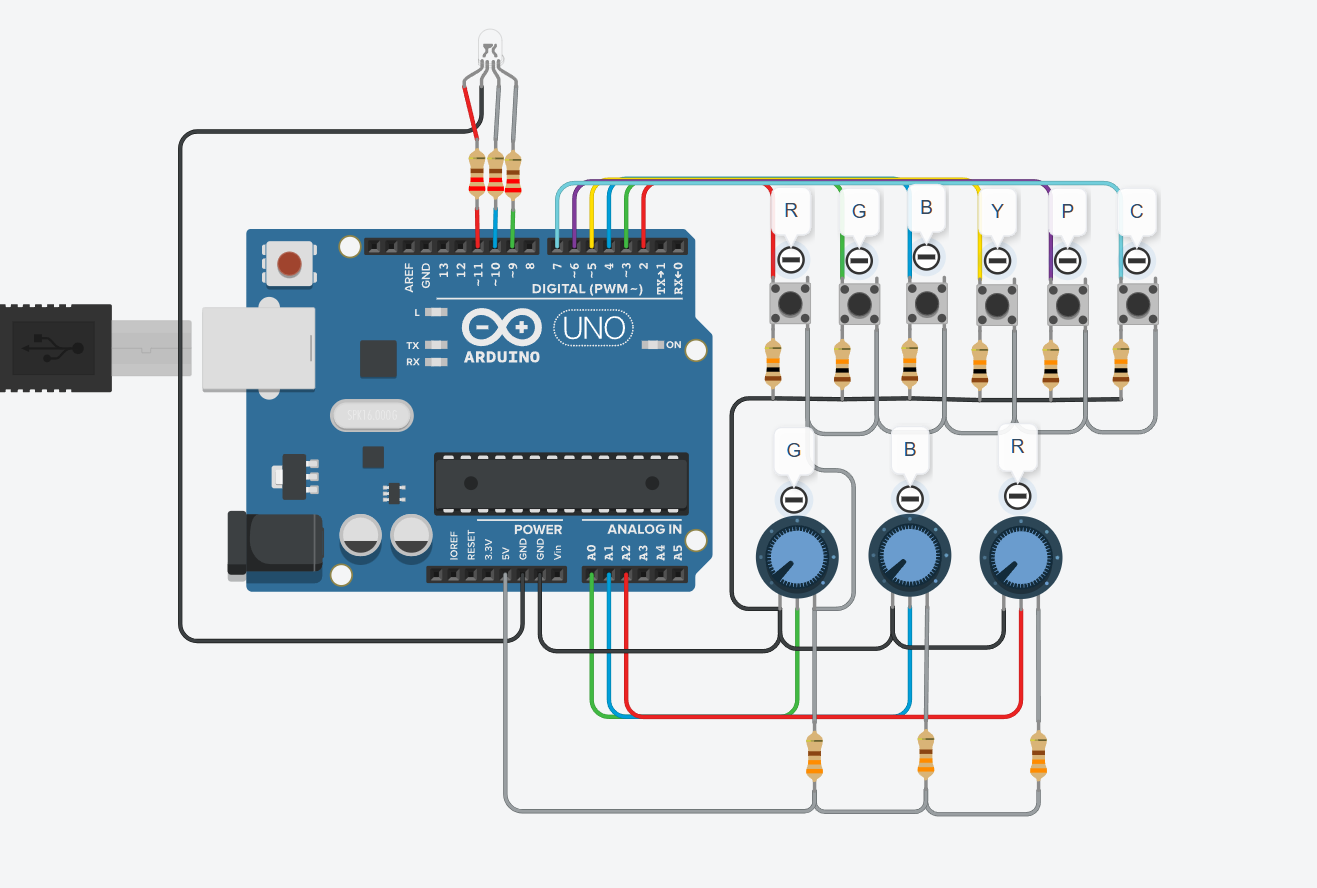 R
G
B
Y
P
C
AREF
GND
13
12
~11
~10
~9
8
7
~6
~5
4
~3
2
TX→1
RX←0
DIGITAL (PWM~)
L
TX
RX
ARDUINO
UNO
ON
SPK16.000G
G
B
R
POWER
ANALOG IN
IOREF
RESET
3.3V
5V
GND
GND
Vin
A0
A1
A2
A3
A4
A5